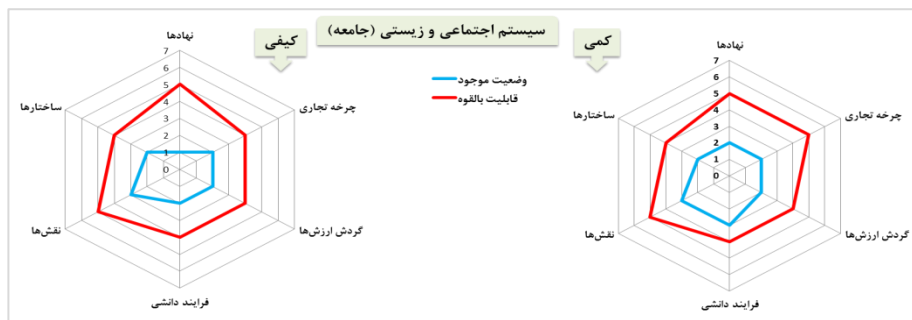 سیستم اجتماعی و زیستی (جامعه)
کمی
کیفی
وضعیت موجود
قابلیت بالقوه
نهادها
7
6
5
4
3
2
1
0
چرخه تجاری
گردش ارزش‌ها
فرایند دانشی
نقش‌ها
ساختارها
نهادها
7
6
5
4
3
2
1
0
چرخه تجاری
گردش ارزش‌ها
فرایند دانشی
نقش‌ها
ساختارها